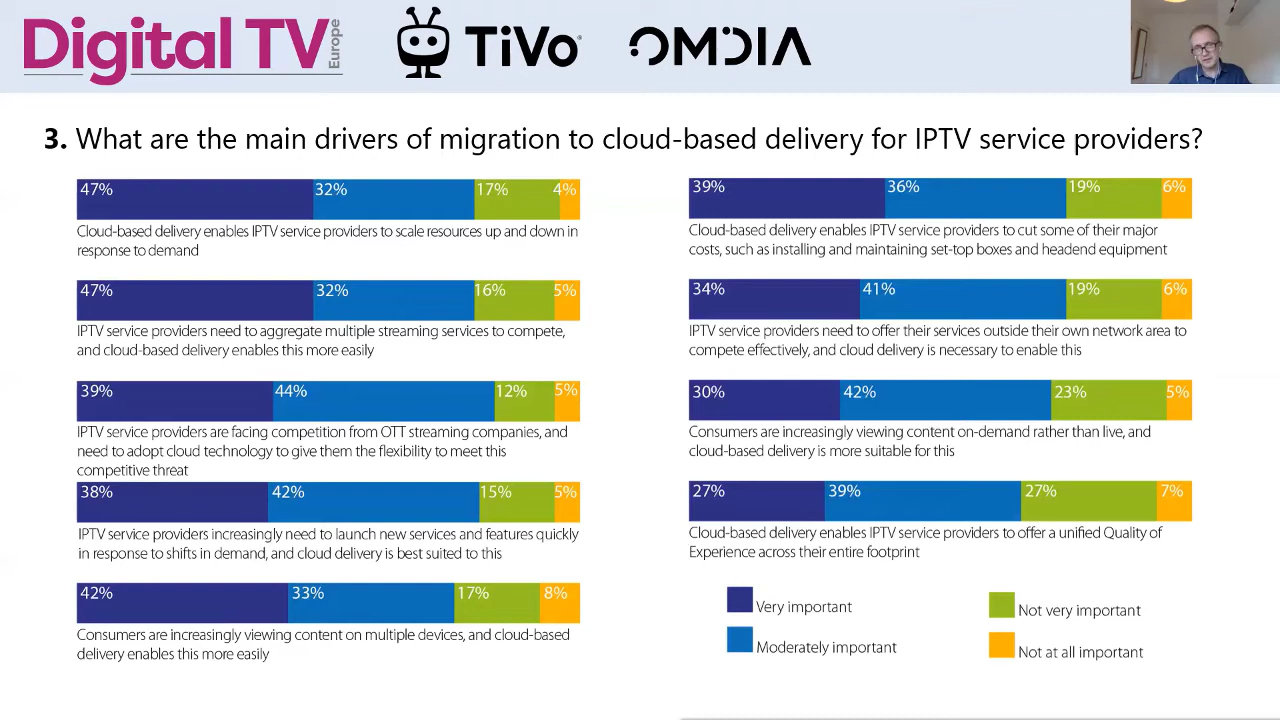 Digital TV Europe
TiVo
OMDIA
3. What are the main drivers of migration to cloud-based delivery for IPTV service providers?
47% 32% 17% 4%
Cloud-based delivery enables IPTV service providers to scale resources up and down in
response to demand
47% 32% 16% 5%
IPTV service providers need to aggregate multiple streaming services to compete,
and cloud-based delivery enables this more easily
39% 44% 12% 5%
IPTV service providers are facing competition from OTT streaming companies, and
need to adopt cloud technology to give them the flexibility to meet this
competitive threat
38% 42% 15% 5%
IPTV service providers increasingly need to launch new services and features quickly
in response to shifts in demand, and cloud delivery is best suited to this
42% 33% 17% 8%
Consumers are increasingly viewing content on multiple devices, and cloud-based
delivery enables this more easily
39% 36% 19% 6%
Cloud-based delivery enables IPTV service providers to cut some of their major
costs, such as installing and maintaining set-top boxes and headend equipment
34% 41% 19% 6%
IPTV service providers need to offer their services outside their own network area to
compete effectively, and cloud delivery is necessary to enable this
30% 42% 23% 5%
Consumers are increasingly viewing content on-demand rather than live, and
cloud-based delivery is more suitable for this
27% 39% 27% 7%
Cloud-based delivery enables IPTV service providers to offer a unified Quality of
Experience across their entire footprint
Very important
Not very important
Moderately important
Not at all important